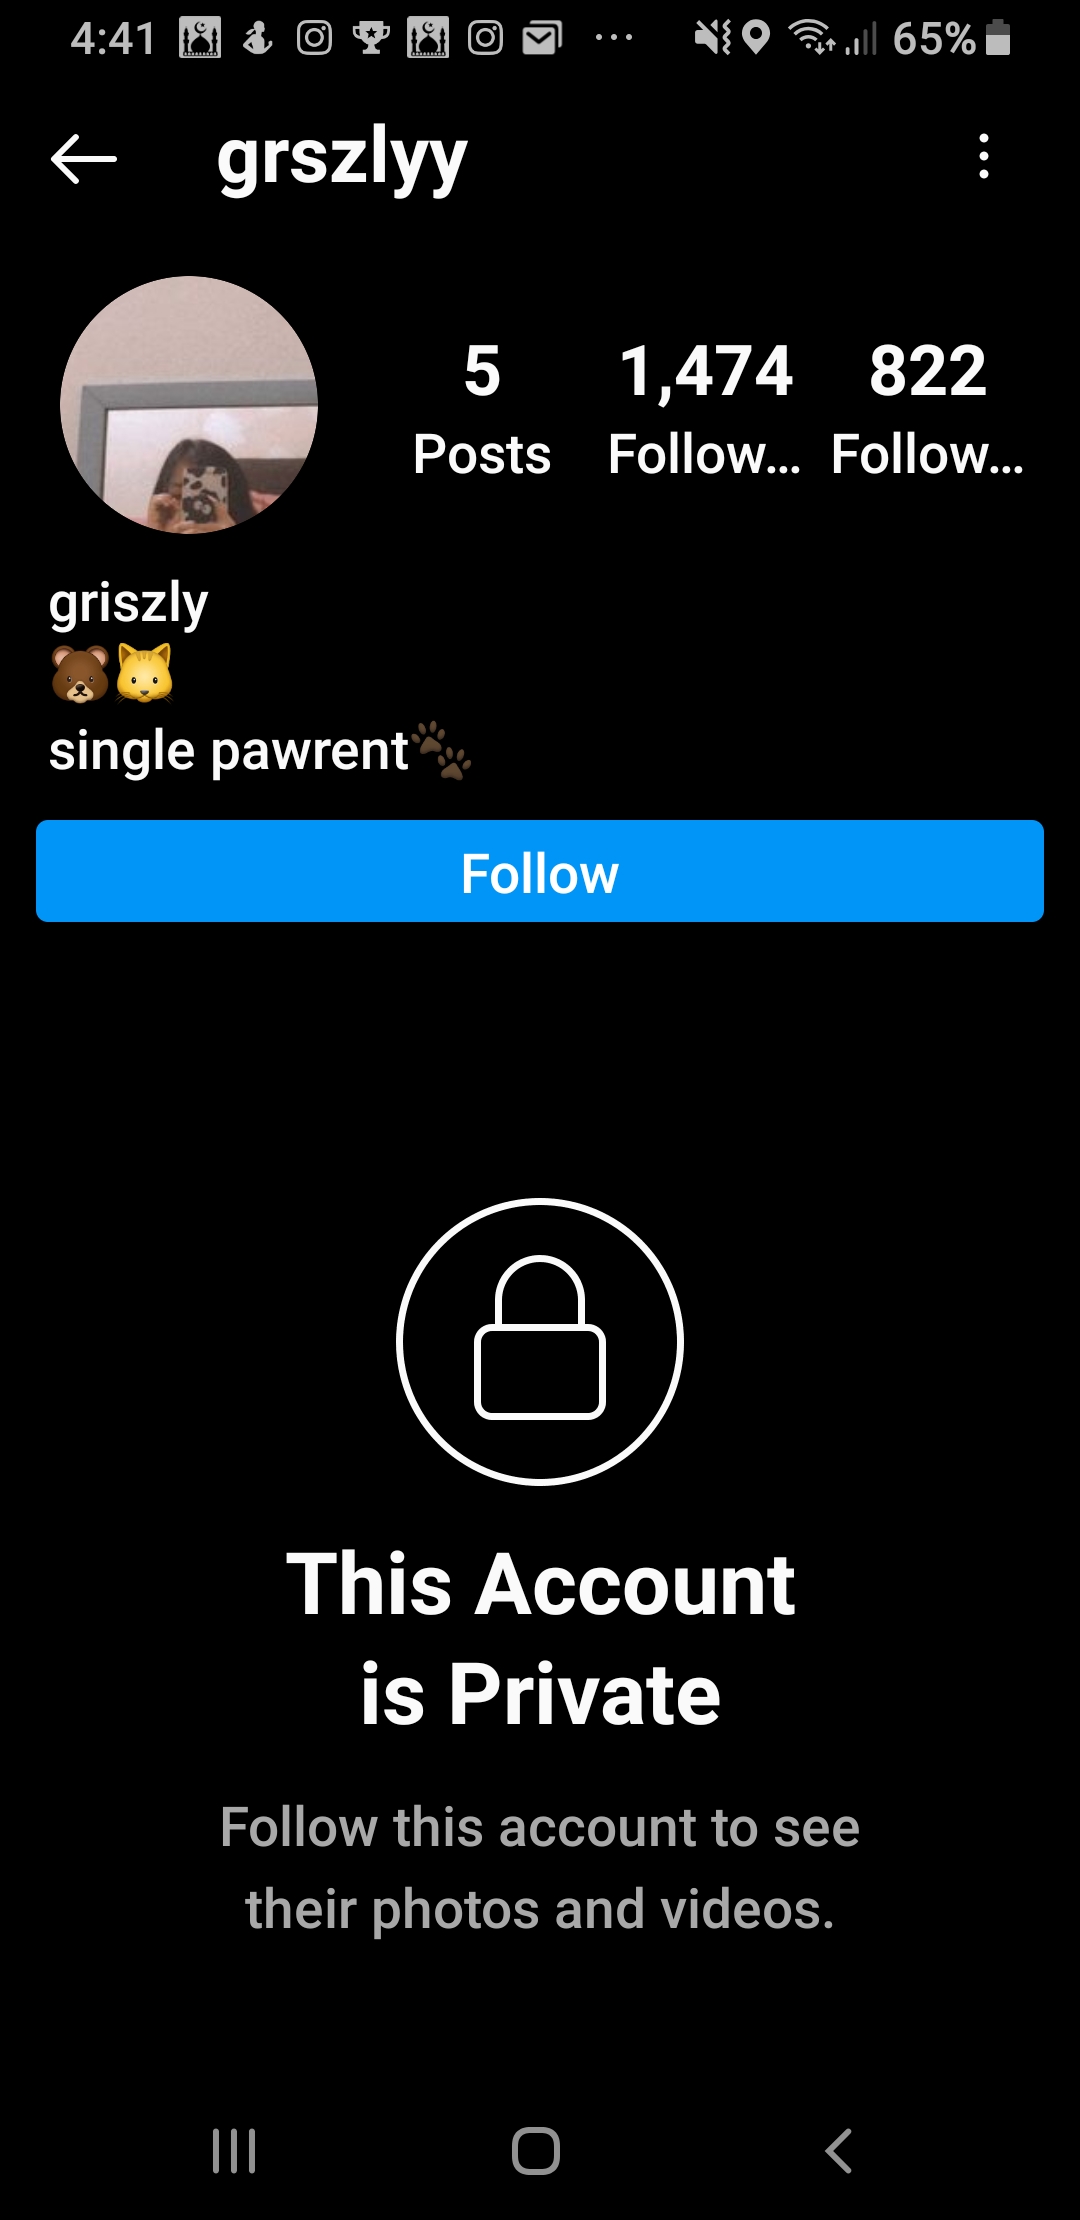 4:41 65%
grszlyy
5 1,474 822
Posts Follow... Follow...
griszly
🐻🐱
single pawrent🐾
Follow
This Account
is Private
Follow this account to see
their photos and videos.